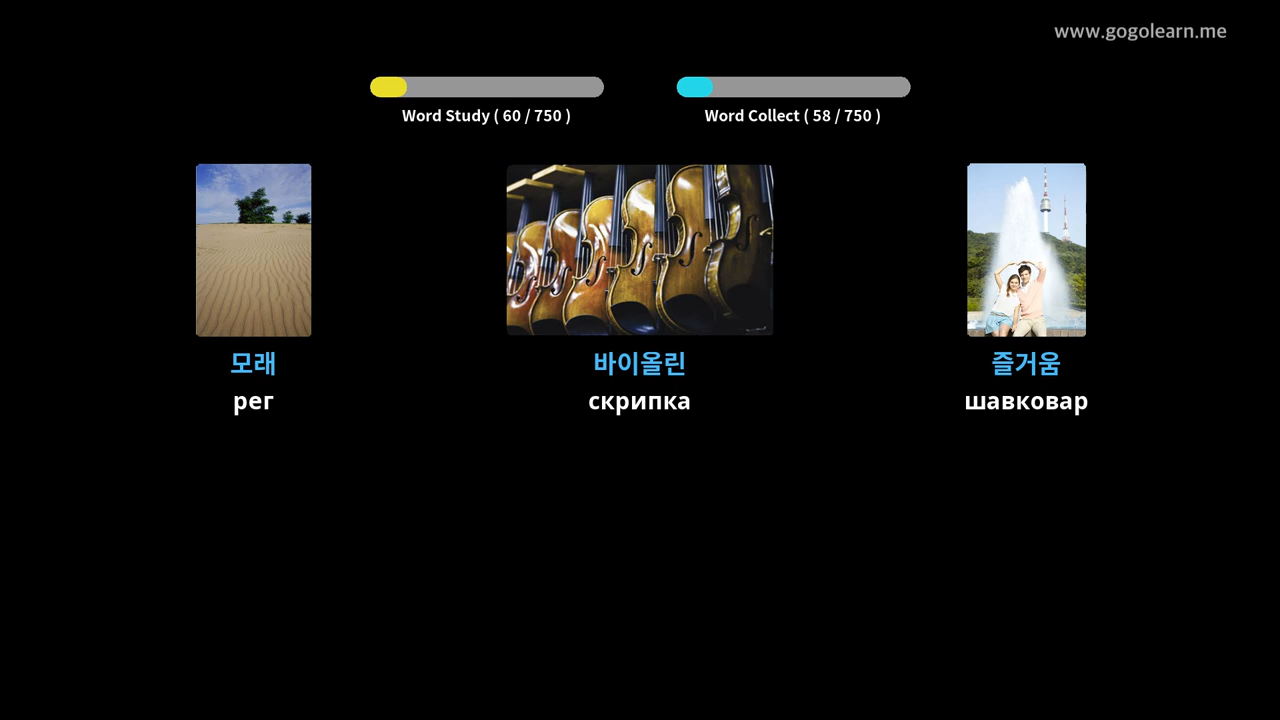 www.gogolearn.me
Word Study ( 60 / 750 )
Word Collect ( 58 / 750 )
모래
바이올린
즐거움
рег
скрипка
шавковар